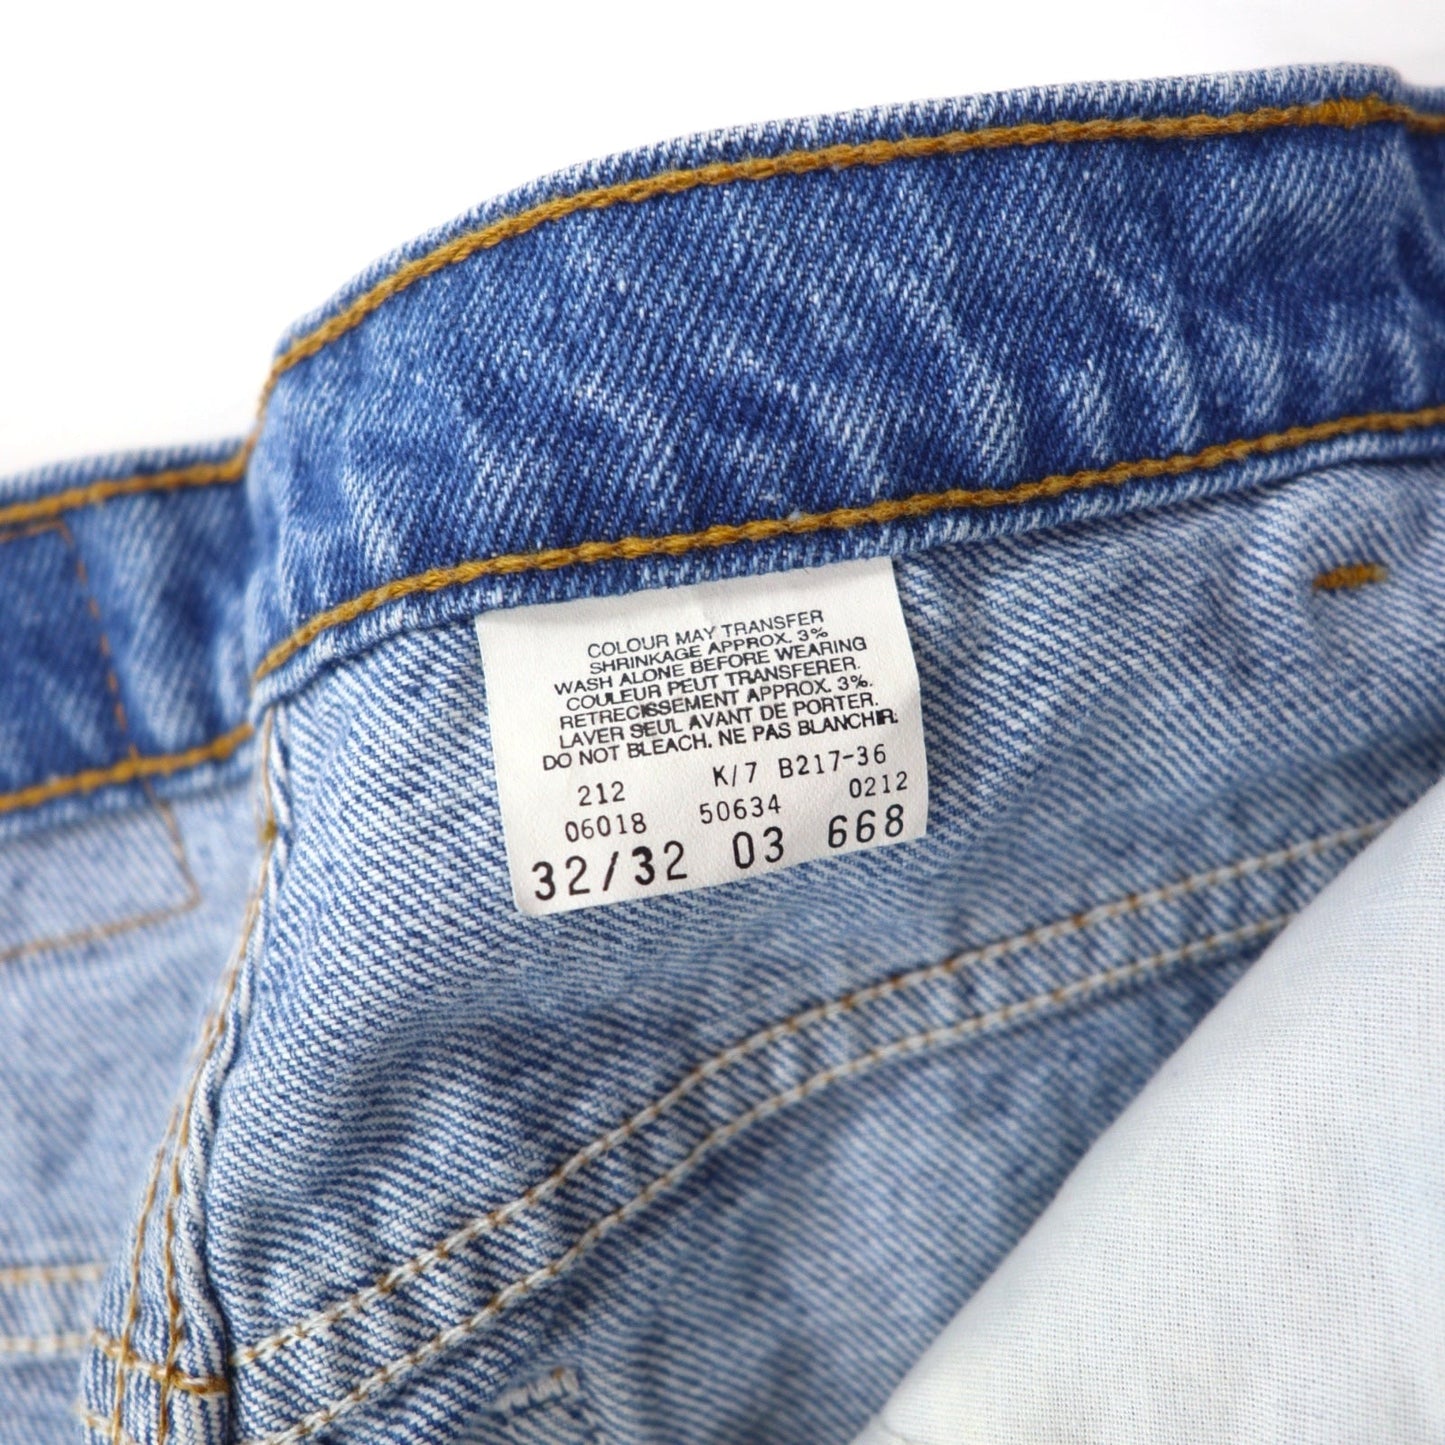 COLOUR MAY TRANSFER
SHRINKAGE APPROX. 3%
WASH ALONE BEFORE WEARING
COULEUR PEUT TRANSFERER.
RETRECISSEMENT APPROX. 3%.
LAVER SEUL AVANT DE PORTER.
DO NOT BLEACH. NE PAS BLANCHIR.
212 K/7 B217-36
06018 50634 0212
32/32 03 668